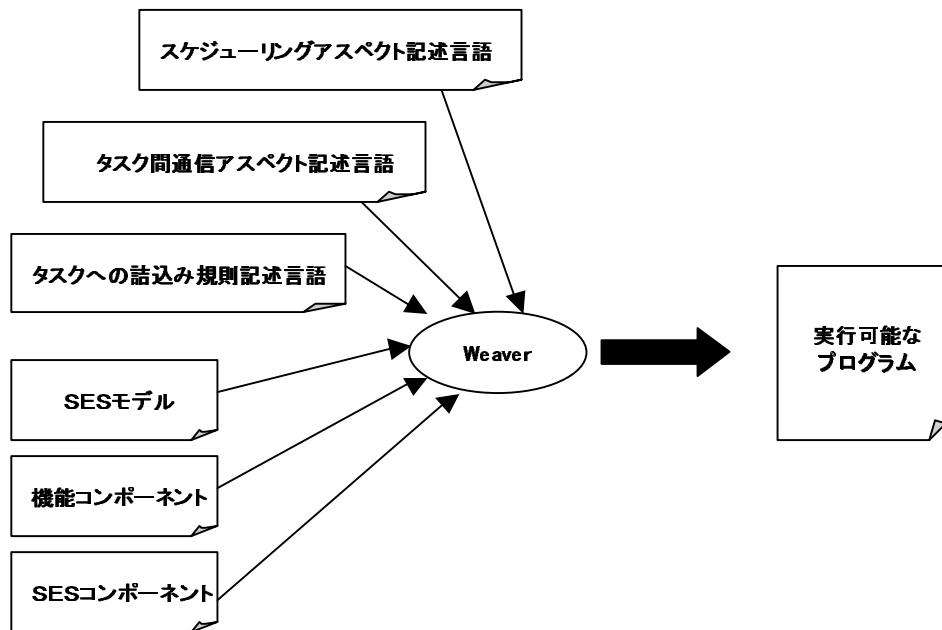 スケジューリングアスペクト記述言語
タスク間通信アスペクト記述言語
タスクへの詰込み規則記述言語
SESモデル
機能コンポーネント
SESコンポーネント
Weaver
実行可能な
プログラム